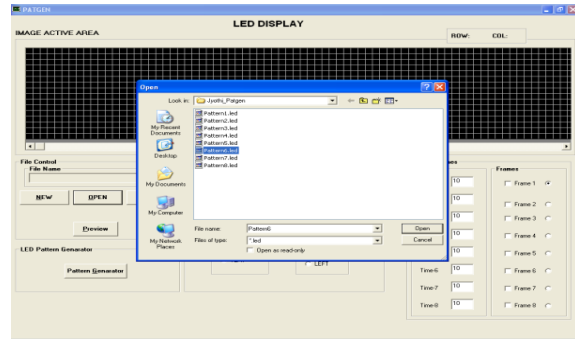 PATGEN
LED DISPLAY
IMAGE ACTIVE AREA
ROW:
COL:
Open
Look in:
Jyothi_Patgen
My Recent Documents
Desktop
My Documents
My Computer
My Network Places
Pattern1.led
Pattern2.led
Pattern3.led
Pattern4.led
Pattern5.led
Pattern6.led
Pattern7.led
Pattern8.led
File name:
Pattern6
Open
Files of type:
*.led
Cancel
Open as read-only
File Control
File Name
NEW
OPEN
Preview
LED Pattern Genarator
Pattern Genarator
LEFT
Frames
10
Frame 1
10
Frame 2
10
Frame 3
10
Frame 4
10
Frame 5
Time-6
10
Frame 6
Time-7
10
Frame 7
Time-8
10
Frame 8